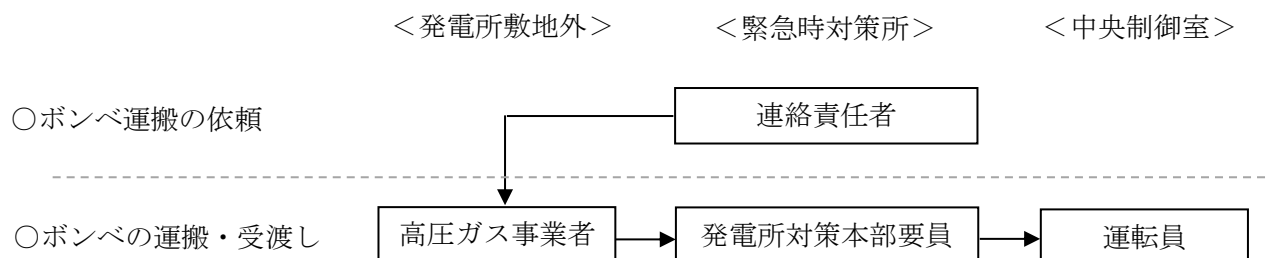 ＜発電所敷地外＞ ＜緊急時対策所＞ ＜中央制御室＞
○ボンベ運搬の依頼 連絡責任者
○ボンベの運搬・受渡し 高圧ガス事業者 発電所対策本部要員 運転員